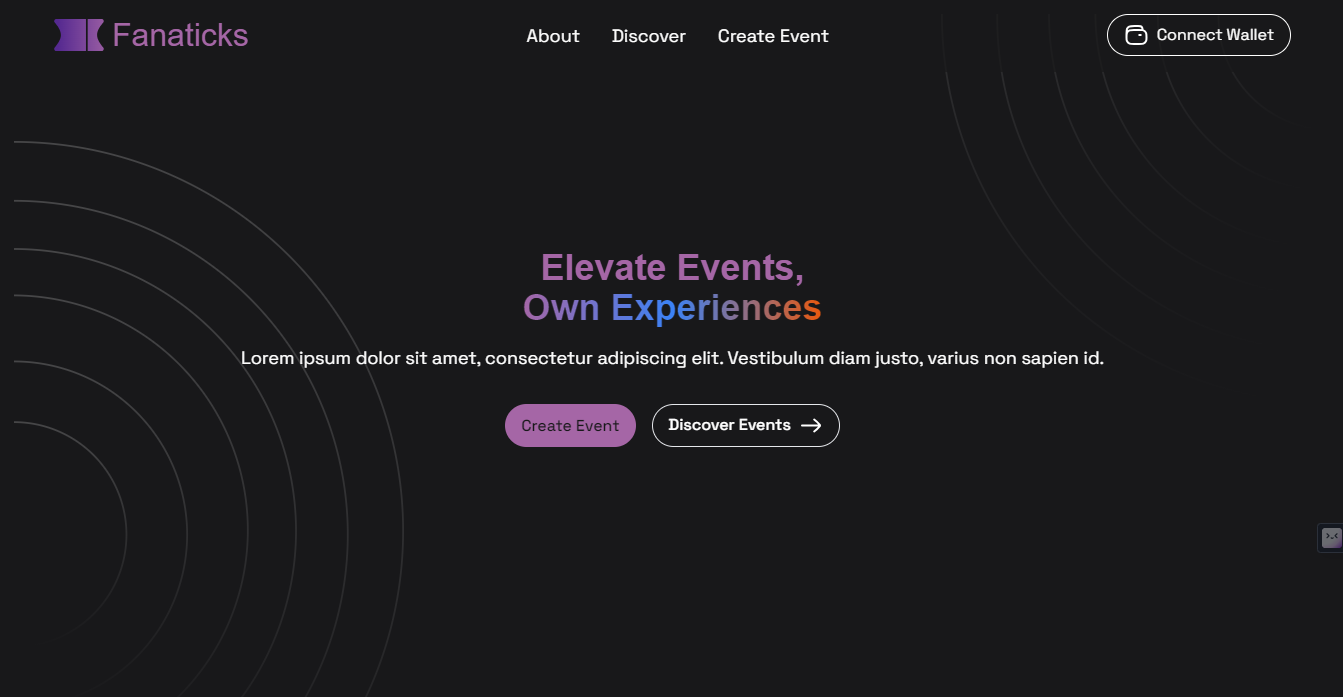 Fanaticks
About
Discover
Create Event
Connect Wallet
Elevate Events,
Own Experiences
Lorem ipsum dolor sit amet, consectetur adipiscing elit. Vestibulum diam justo, varius non sapien id.
Create Event
Discover Events